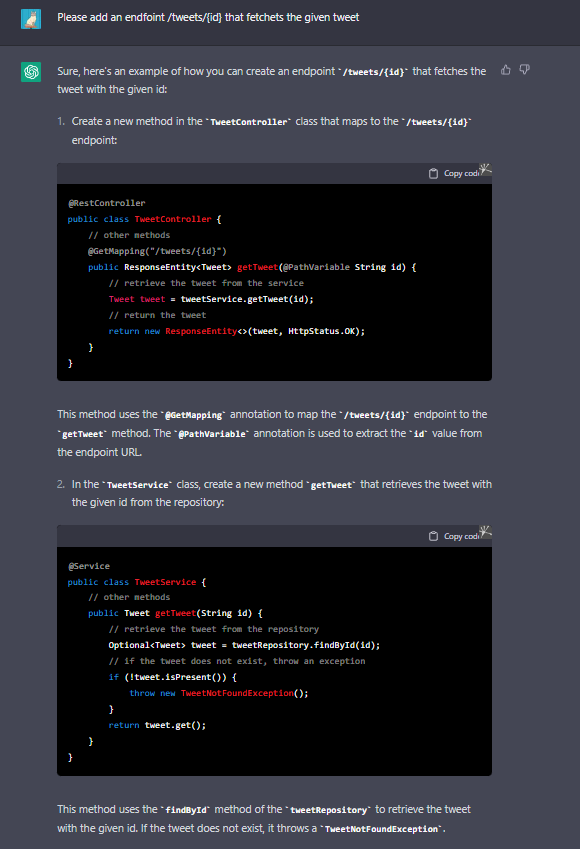 Please add an endfoint /tweets/{id} that fetchets the given tweet
Sure, here's an example of how you can create an endpoint `/tweets/{id}` that fetches the
tweet with the given id:
1. Create a new method in the `TweetController` class that maps to the `/tweets/{id}`
endpoint:
Copy code
@RestController
public class TweetController {
// other methods
@GetMapping("/tweets/{id}")
public ResponseEntity<Tweet> getTweet(@PathVariable String id) {
// retrieve the tweet from the service
Tweet tweet = tweetService.getTweet(id);
// return the tweet
return new ResponseEntity<>(tweet, HttpStatus.OK);
}
}
This method uses the `@GetMapping` annotation to map the `/tweets/{id}` endpoint to the
`getTweet` method. The `@PathVariable` annotation is used to extract the `id` value from
the endpoint URL.
2. In the `TweetService` class, create a new method `getTweet` that retrieves the tweet with
the given id from the repository:
Copy code
@Service
public class TweetService {
// other methods
public Tweet getTweet(String id) {
// retrieve the tweet from the repository
Optional<Tweet> tweet = tweetRepository.findById(id);
// if the tweet does not exist, throw an exception
if (!tweet.isPresent()) {
throw new TweetNotFoundException();
}
return tweet.get();
}
}
This method uses the `findById` method of the `tweetRepository` to retrieve the tweet
with the given id. If the tweet does not exist, it throws a `TweetNotFoundException`.